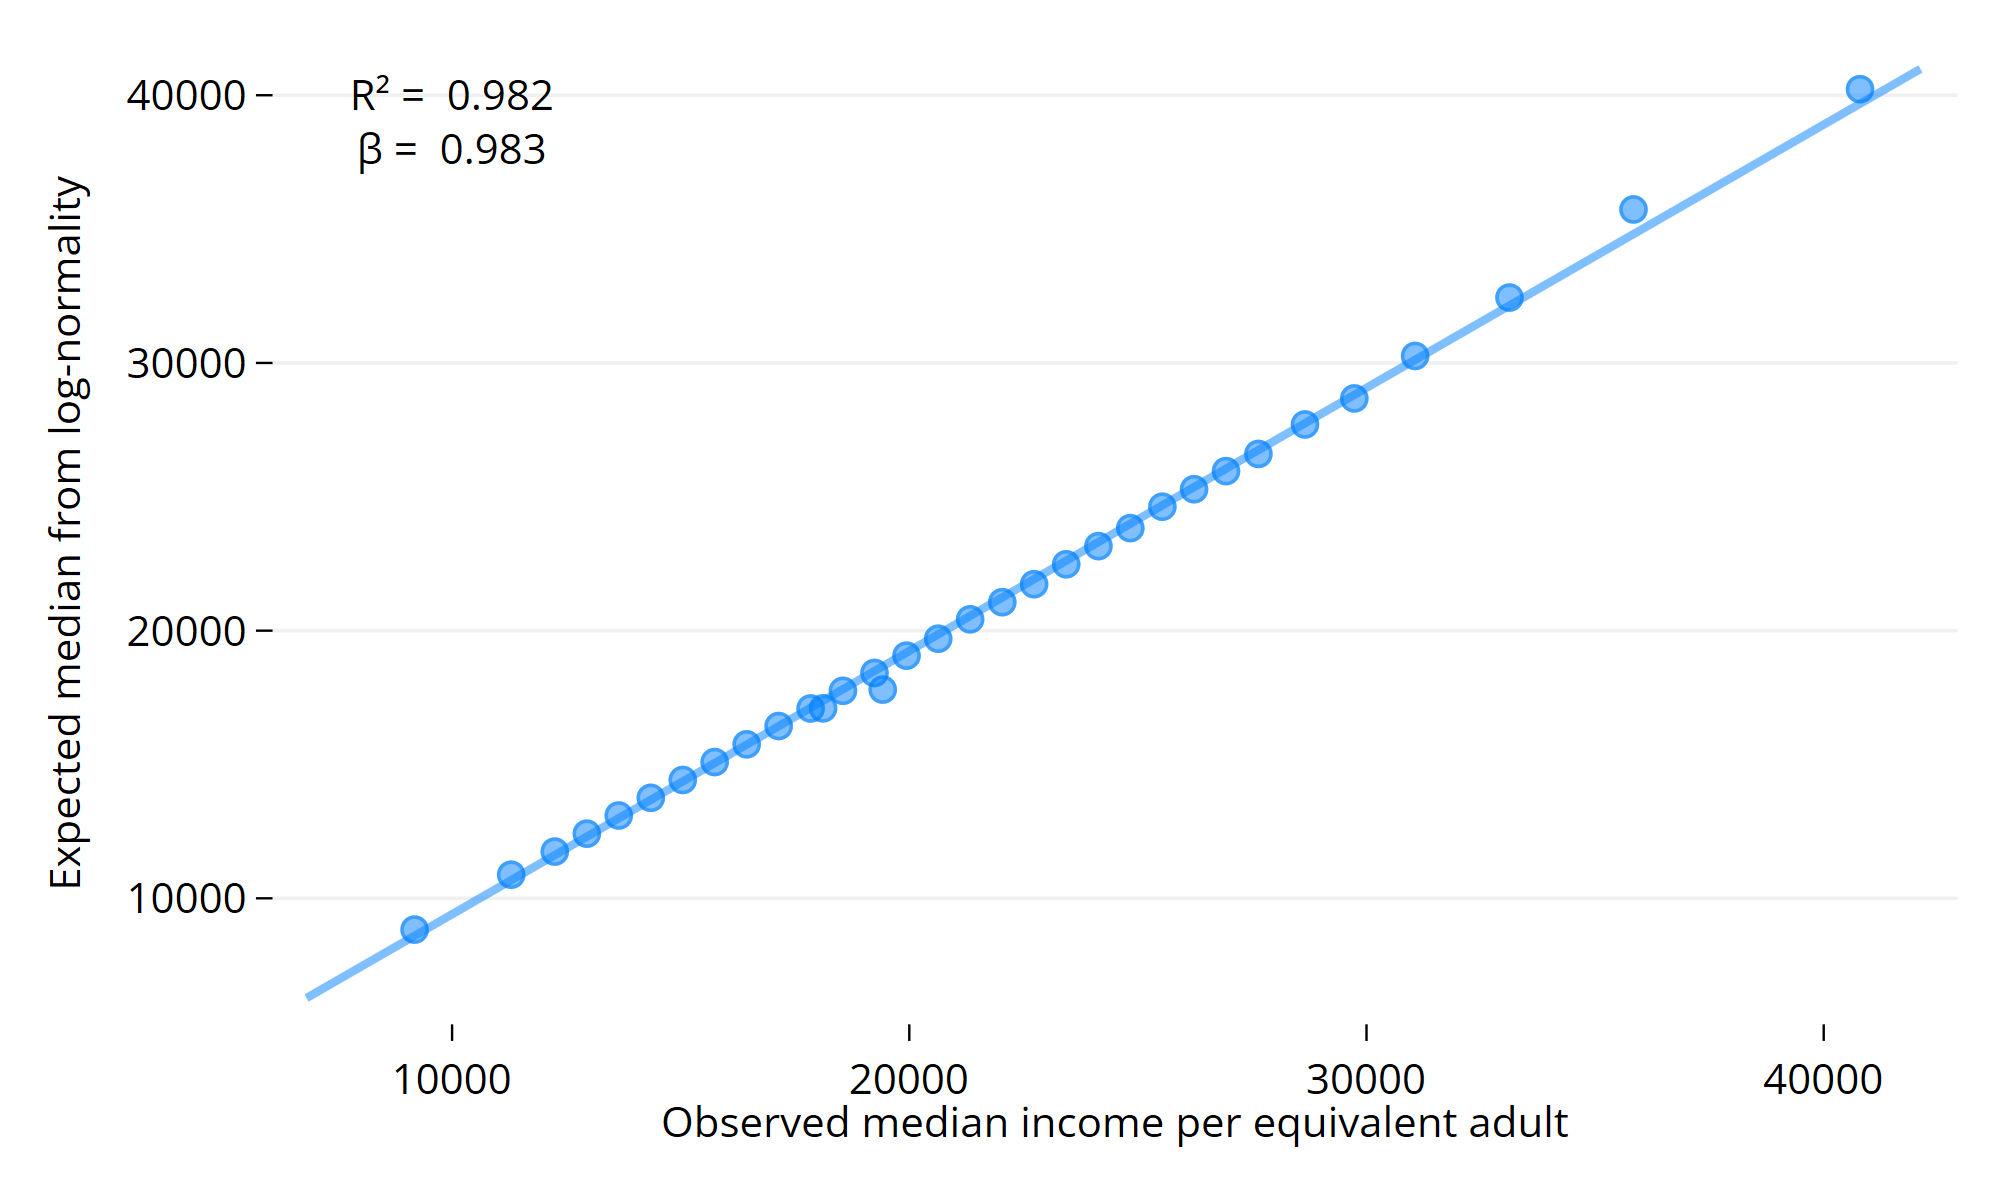 R² = 0.982
β = 0.983
Expected median from log-normality
40000
30000
20000
10000
10000 20000 30000 40000
Observed median income per equivalent adult